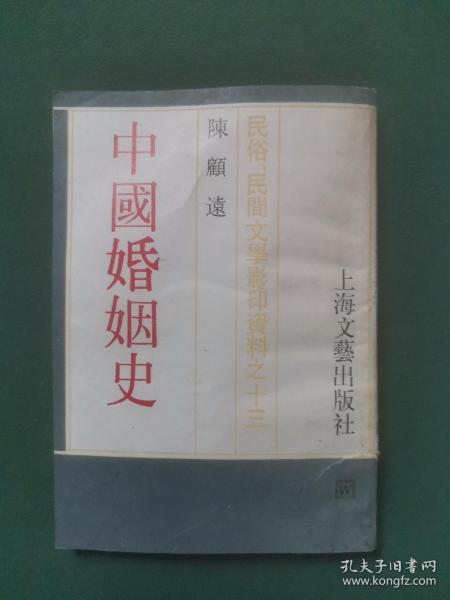 民俗、民間文學影印資料之十三
陳顧遠
中國婚姻史
上海文藝出版社
W
孔夫子旧书网
www.kongfz.com